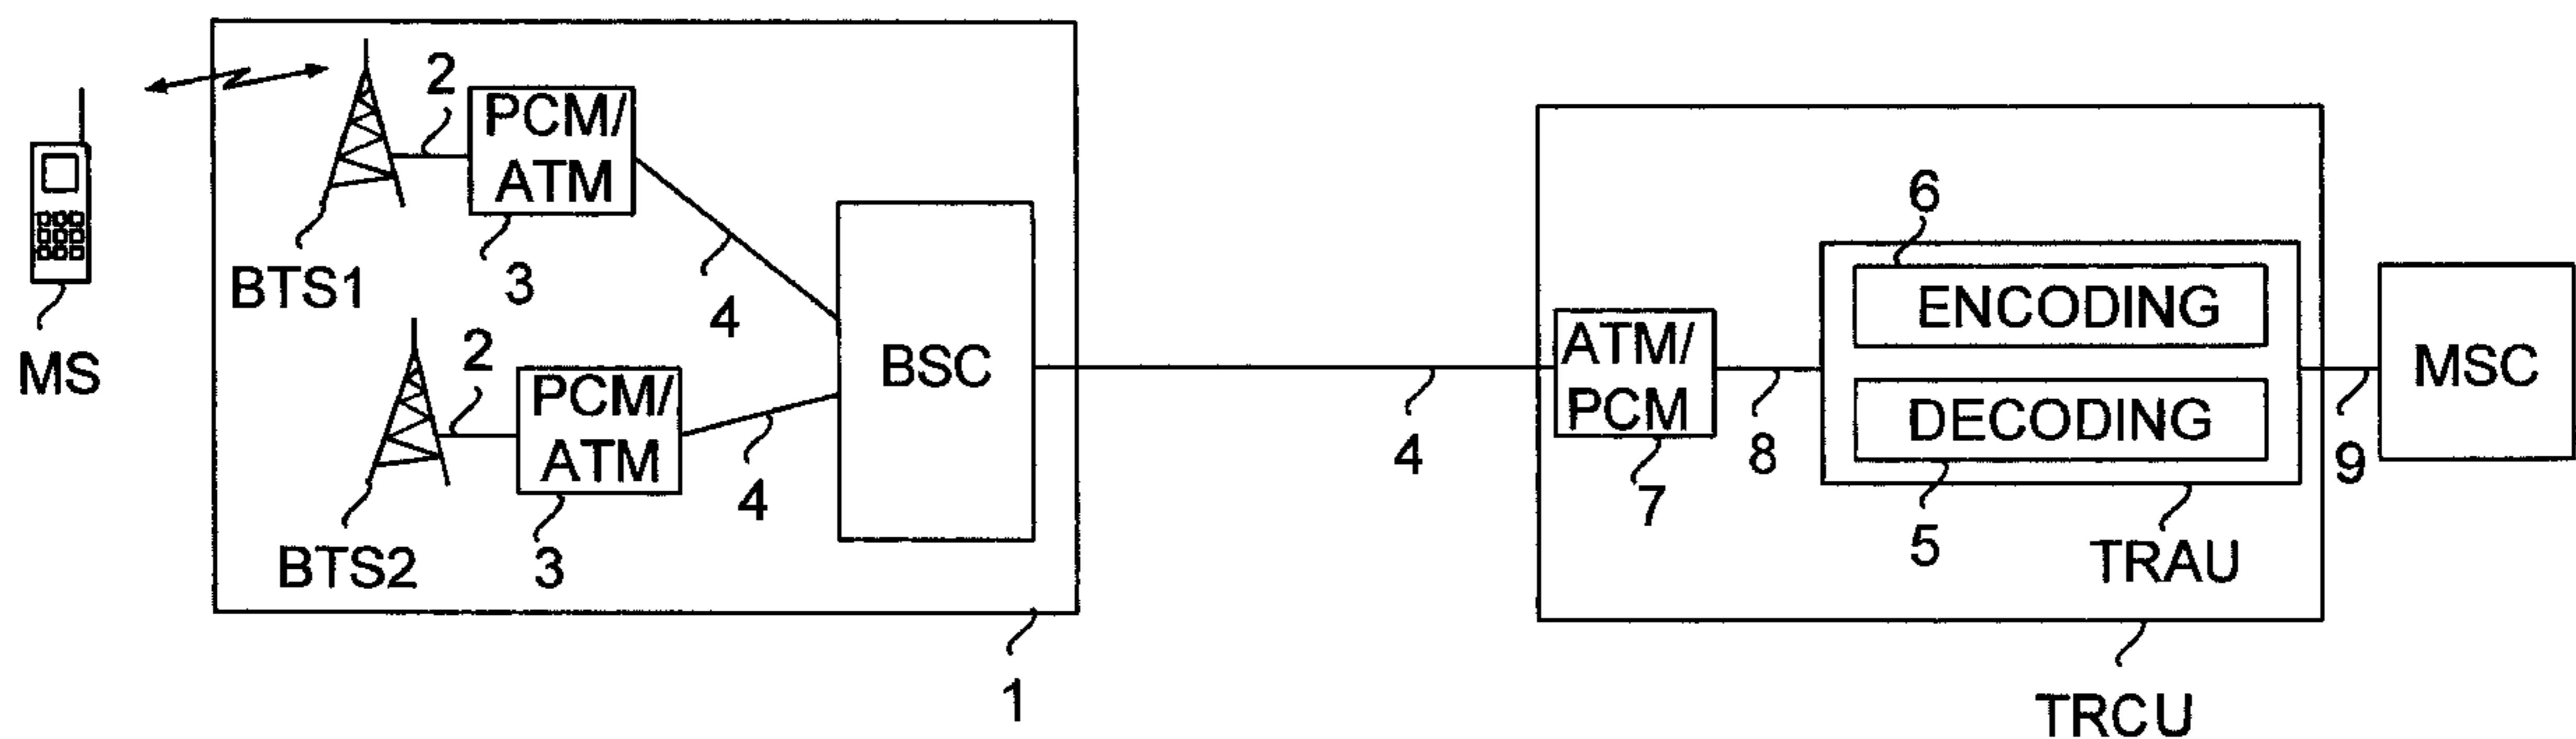 MS
BTS1
2
PCM/
ATM
3
4
BTS2
2
PCM/
ATM
3
4
BSC
1
4
ATM/
PCM
7
8
6
ENCODING
DECODING
5
TRAU
TRCU
9
MSC